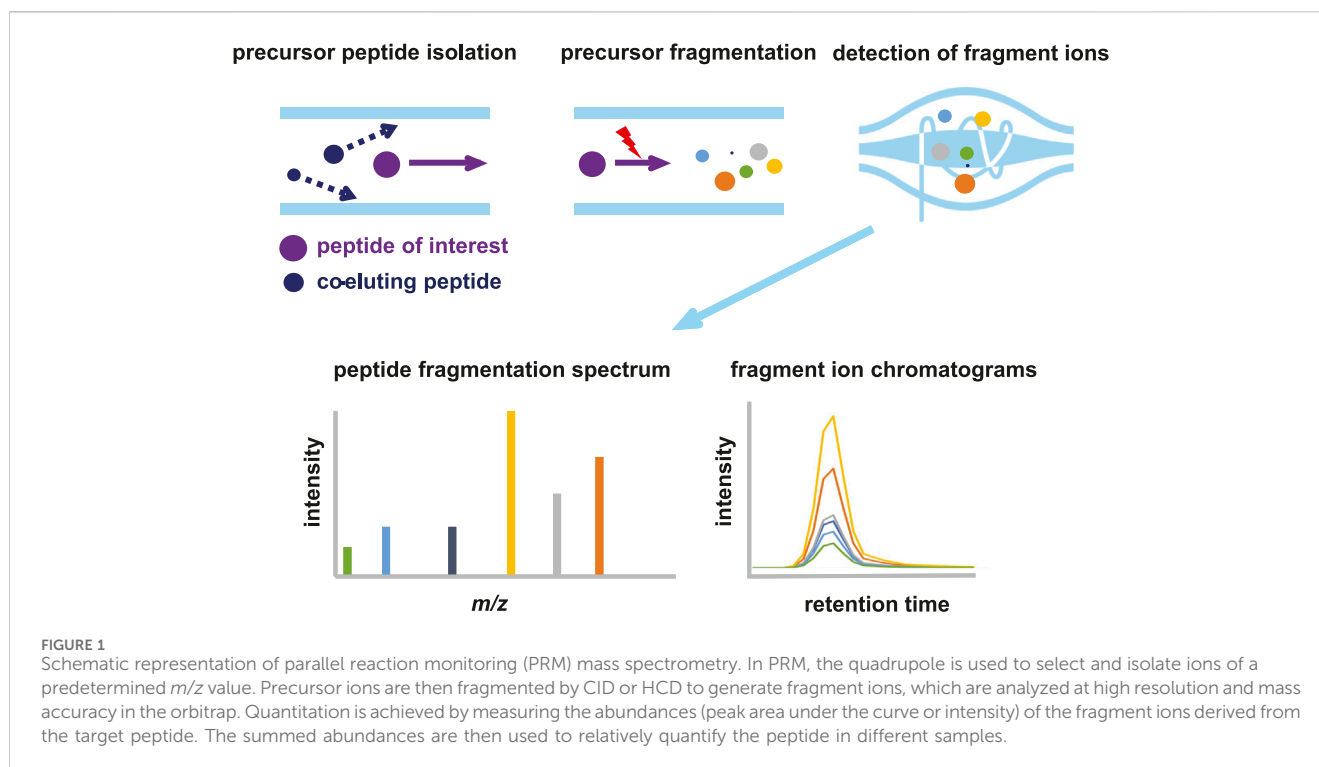 precursor peptide isolation
precursor fragmentation
detection of fragment ions
peptide of interest
co-eluting peptide
peptide fragmentation spectrum
intensity
m/z
fragment ion chromatograms
intensity
retention time
FIGURE 1
Schematic representation of parallel reaction monitoring (PRM) mass spectrometry. In PRM, the quadrupole is used to select and isolate ions of a
predetermined m/z value. Precursor ions are then fragmented by CID or HCD to generate fragment ions, which are analyzed at high resolution and mass
accuracy in the orbitrap. Quantitation is achieved by measuring the abundances (peak area under the curve or intensity) of the fragment ions derived from
the target peptide. The summed abundances are then used to relatively quantify the peptide in different samples.